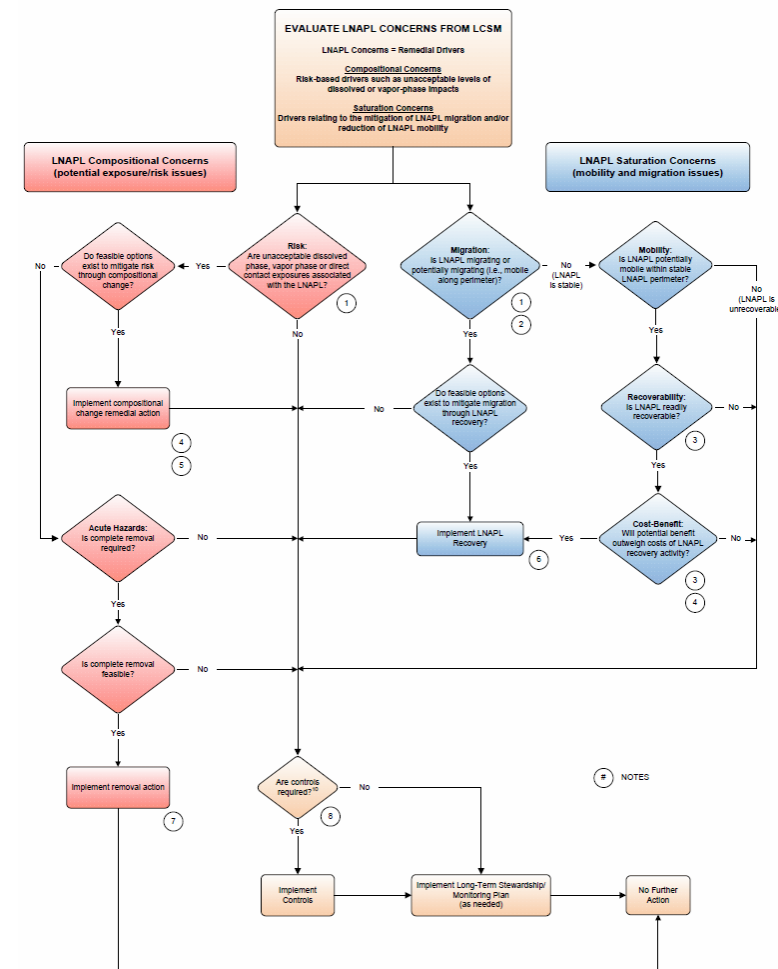 EVALUATE LNAPL CONCERNS FROM LCSM
LNAPL Concerns = Remedial Drivers
Compositional Concerns
Risk-based drivers such as unacceptable levels of
dissolved or vapor-phase impacts
Saturation Concerns
Drivers relating to the mitigation of LNAPL migration and/or
reduction of LNAPL mobility
LNAPL Compositional Concerns
(potential exposure/risk issues)
LNAPL Saturation Concerns
(mobility and migration issues)
Do feasible options
exist to mitigate risk
through compositional
change?
No
Yes
Risk:
Are unacceptable dissolved
phase, vapor phase or direct
contact exposures associated
with the LNAPL?
1
Yes
No
Migration:
Is LNAPL migrating or
potentially migrating (i.e., mobile
along perimeter)?
1
2
No
(LNAPL
is stable)
Yes
Mobility:
Is LNAPL potentially
mobile within stable
LNAPL perimeter?
No
(LNAPL is
unrecoverable
Yes
Implement compositional
change remedial action
4
5
Do feasible options
exist to mitigate migration
through LNAPL
recovery?
No
Yes
Recoverability:
Is LNAPL readily
recoverable?
3
No
Yes
Acute Hazards:
Is complete removal
required?
No
Yes
Implement LNAPL
Recovery
6
Yes
Cost-Benefit:
Will potential benefit
outweigh costs of LNAPL
recovery activity?
3
4
No
Is complete removal
feasible?
No
Yes
Implement removal action
7
Are controls
required?¹⁰
8
No
Yes
# NOTES
Implement
Controls
Implement Long-Term Stewardship/
Monitoring Plan
(as needed)
No Further
Action